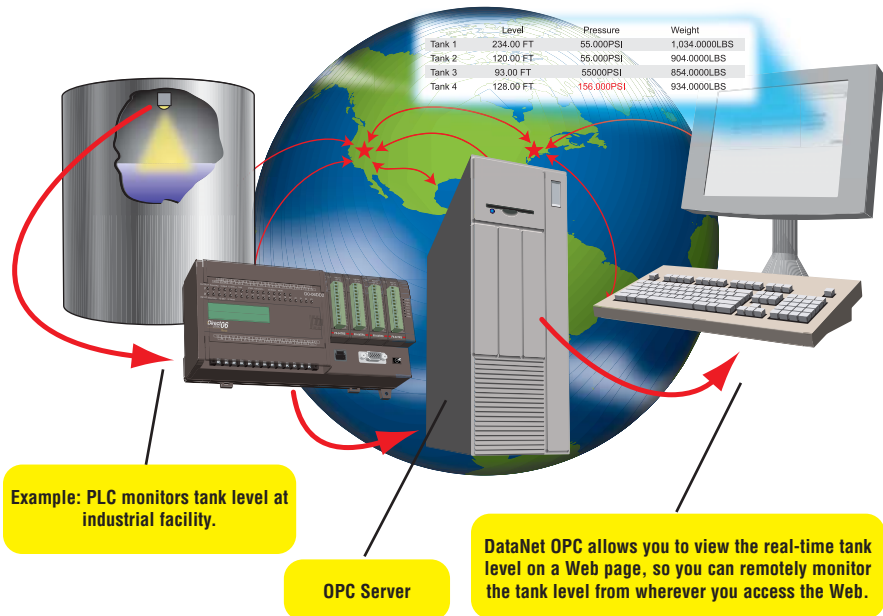 Level Pressure Weight
Tank 1 234.00 FT 55.000PSI 1,034.0000LBS
Tank 2 120.00 FT 55.000PSI 904.0000LBS
Tank 3 93.00 FT 55000PSI 854.0000LBS
Tank 4 128.00 FT 156.000PSI 934.0000LBS
Direct 06
Example: PLC monitors tank level at
industrial facility.
OPC Server
DataNet OPC allows you to view the real-time tank
level on a Web page, so you can remotely monitor
the tank level from wherever you access the Web.